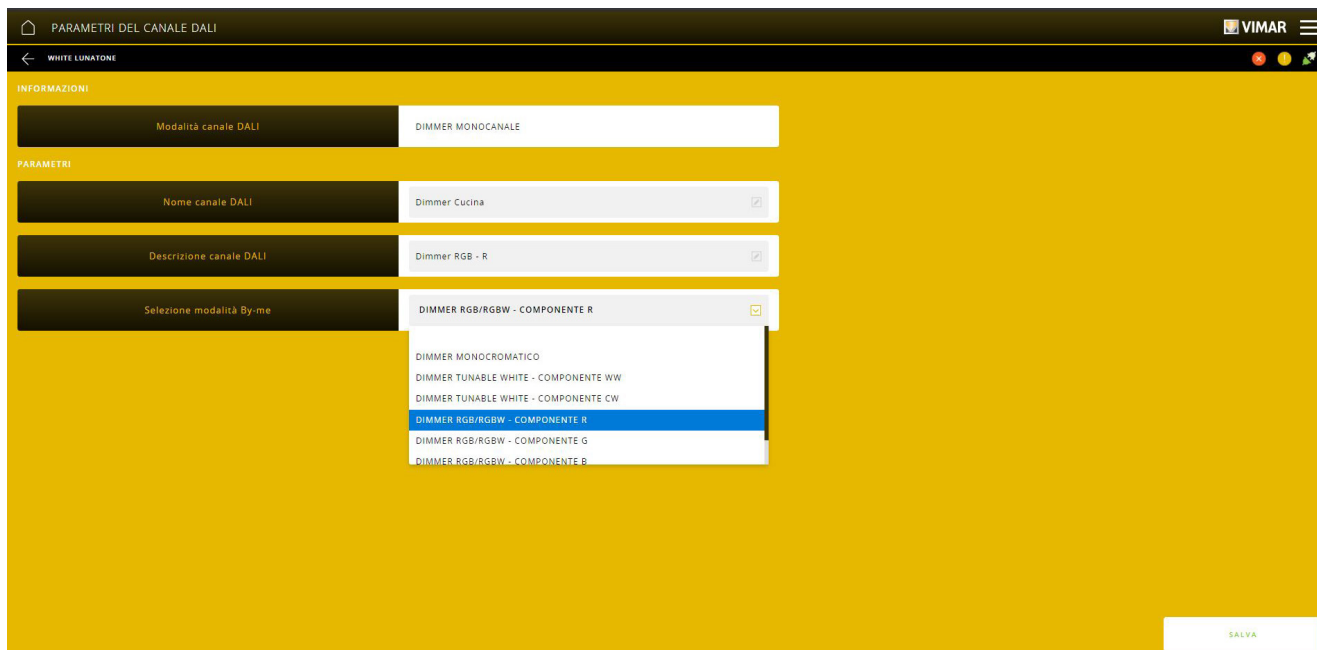 PARAMETRI DEL CANALE DALI
VIMAR
WHITE LUNATONE
INFORMAZIONI
Modalità canale DALI
DIMMER MONOCANALE
PARAMETRI
Nome canale DALI
Dimmer Cucina
Descrizione canale DALI
Dimmer RGB - R
Selezione modalità By-me
DIMMER RGB/RGBW - COMPONENTE R
DIMMER MONOCROMATICO
DIMMER TUNABLE WHITE - COMPONENTE WW
DIMMER TUNABLE WHITE - COMPONENTE CW
DIMMER RGB/RGBW - COMPONENTE R
DIMMER RGB/RGBW - COMPONENTE G
DIMMER RGB/RGBW - COMPONENTE B
SALVA